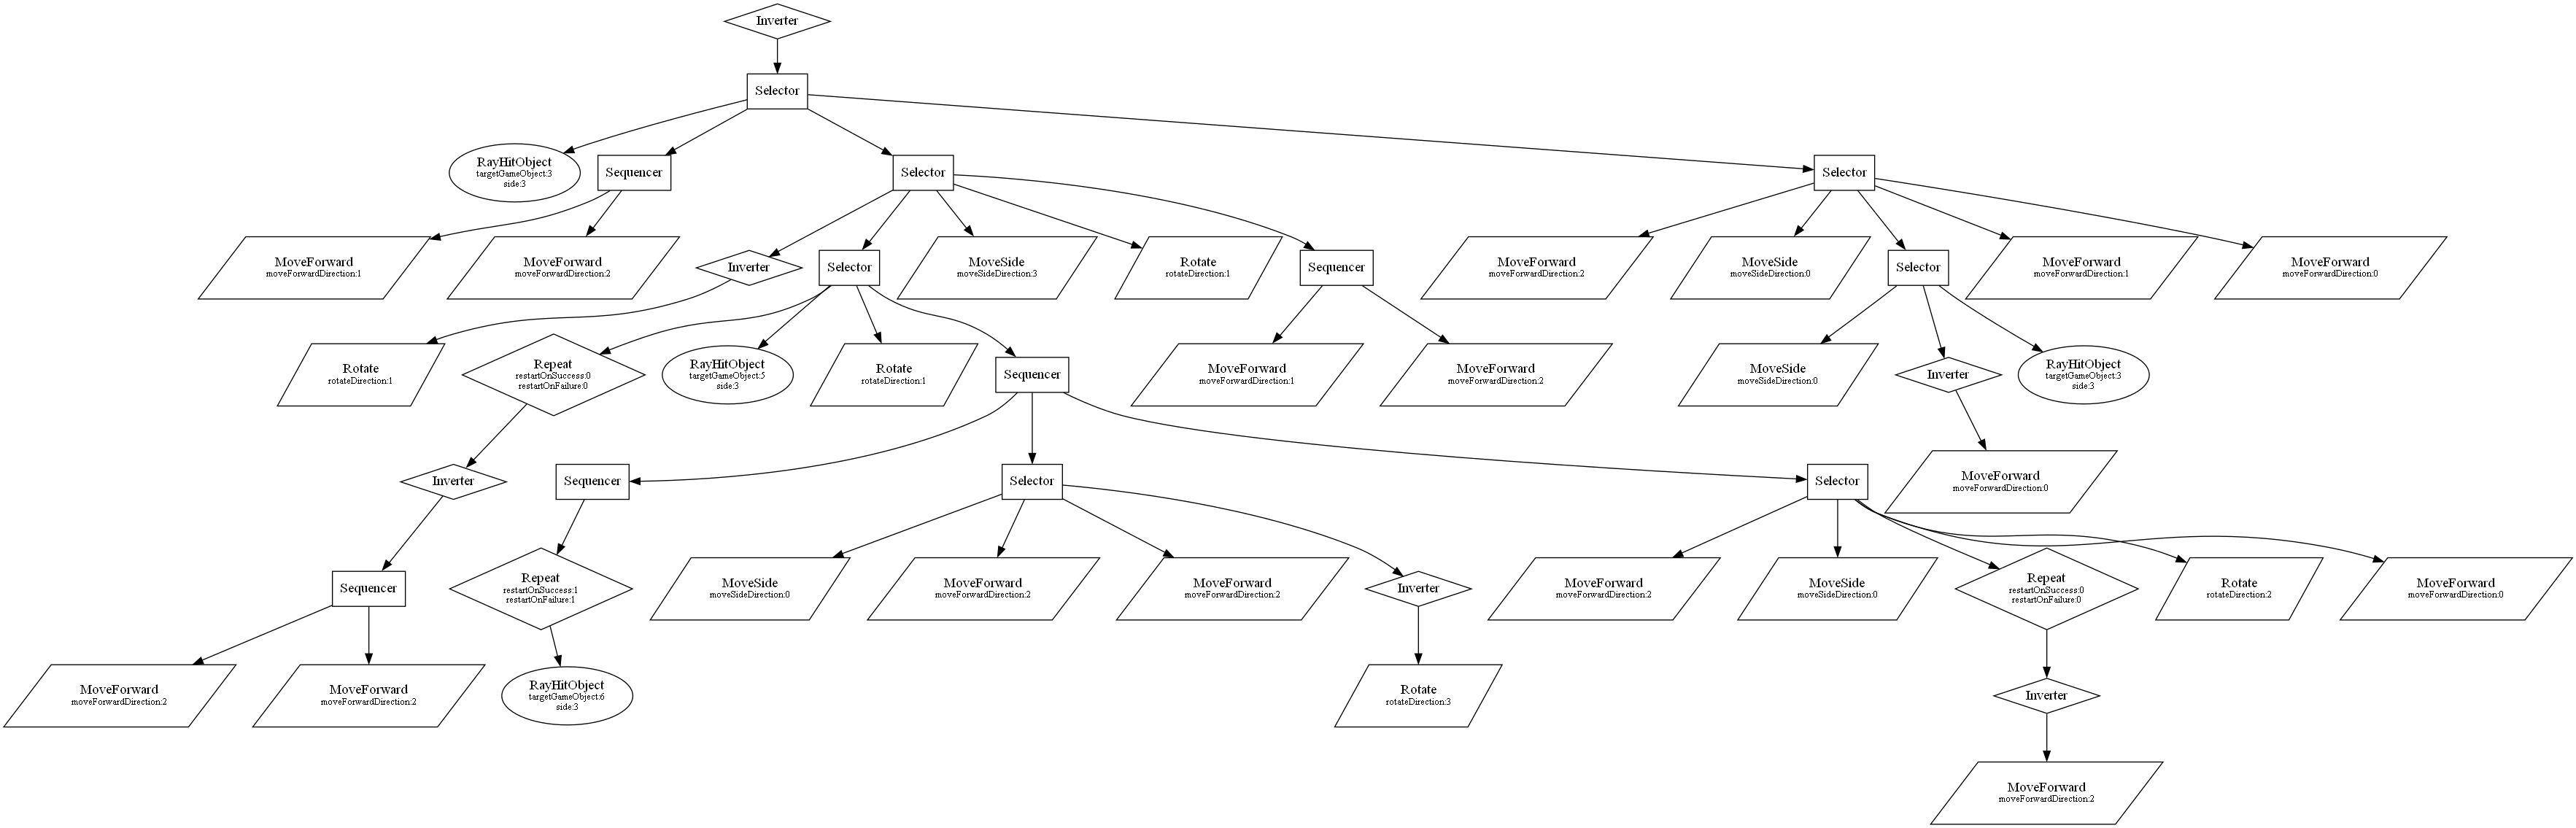 Inverter
Selector
RayHitObject
targetGameObject:3
side:3
Sequencer
Selector
Selector
MoveForward
moveForwardDirection:1
MoveForward
moveForwardDirection:2
Inverter
Selector
MoveSide
moveSideDirection:3
Rotate
rotateDirection:1
Sequencer
MoveForward
moveForwardDirection:2
MoveSide
moveSideDirection:0
Selector
MoveForward
moveForwardDirection:1
MoveForward
moveForwardDirection:0
Rotate
rotateDirection:1
Repeat
restartOnSuccess:0
restartOnFailure:0
RayHitObject
targetGameObject:5
side:3
Rotate
rotateDirection:1
Sequencer
MoveForward
moveForwardDirection:1
MoveForward
moveForwardDirection:2
MoveSide
moveSideDirection:0
Inverter
RayHitObject
targetGameObject:3
side:3
Inverter
Sequencer
Selector
Selector
MoveForward
moveForwardDirection:0
Sequencer
Repeat
restartOnSuccess:1
restartOnFailure:1
MoveSide
moveSideDirection:0
MoveForward
moveForwardDirection:2
MoveForward
moveForwardDirection:2
Inverter
MoveForward
moveForwardDirection:2
MoveSide
moveSideDirection:0
Repeat
restartOnSuccess:0
restartOnFailure:0
Rotate
rotateDirection:2
MoveForward
moveForwardDirection:0
MoveForward
moveForwardDirection:2
MoveForward
moveForwardDirection:2
RayHitObject
targetGameObject:6
side:3
Rotate
rotateDirection:3
Inverter
MoveForward
moveForwardDirection:2